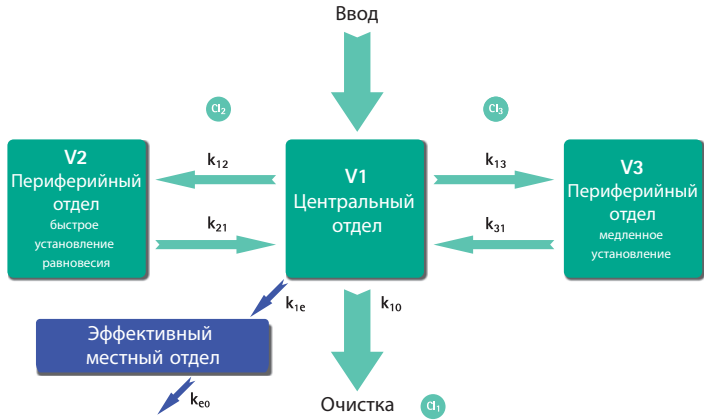 Ввод
Cl₂
Cl₃
V2
Периферийный
отдел
быстрое
установление
равновесия
k₁₂
k₂₁
V1
Центральный
отдел
k₁₃
k₃₁
V3
Периферийный
отдел
медленное
установление
k₁ₑ
k₁₀
Эффективный
местный отдел
kₑ₀
Очистка
Cl₁